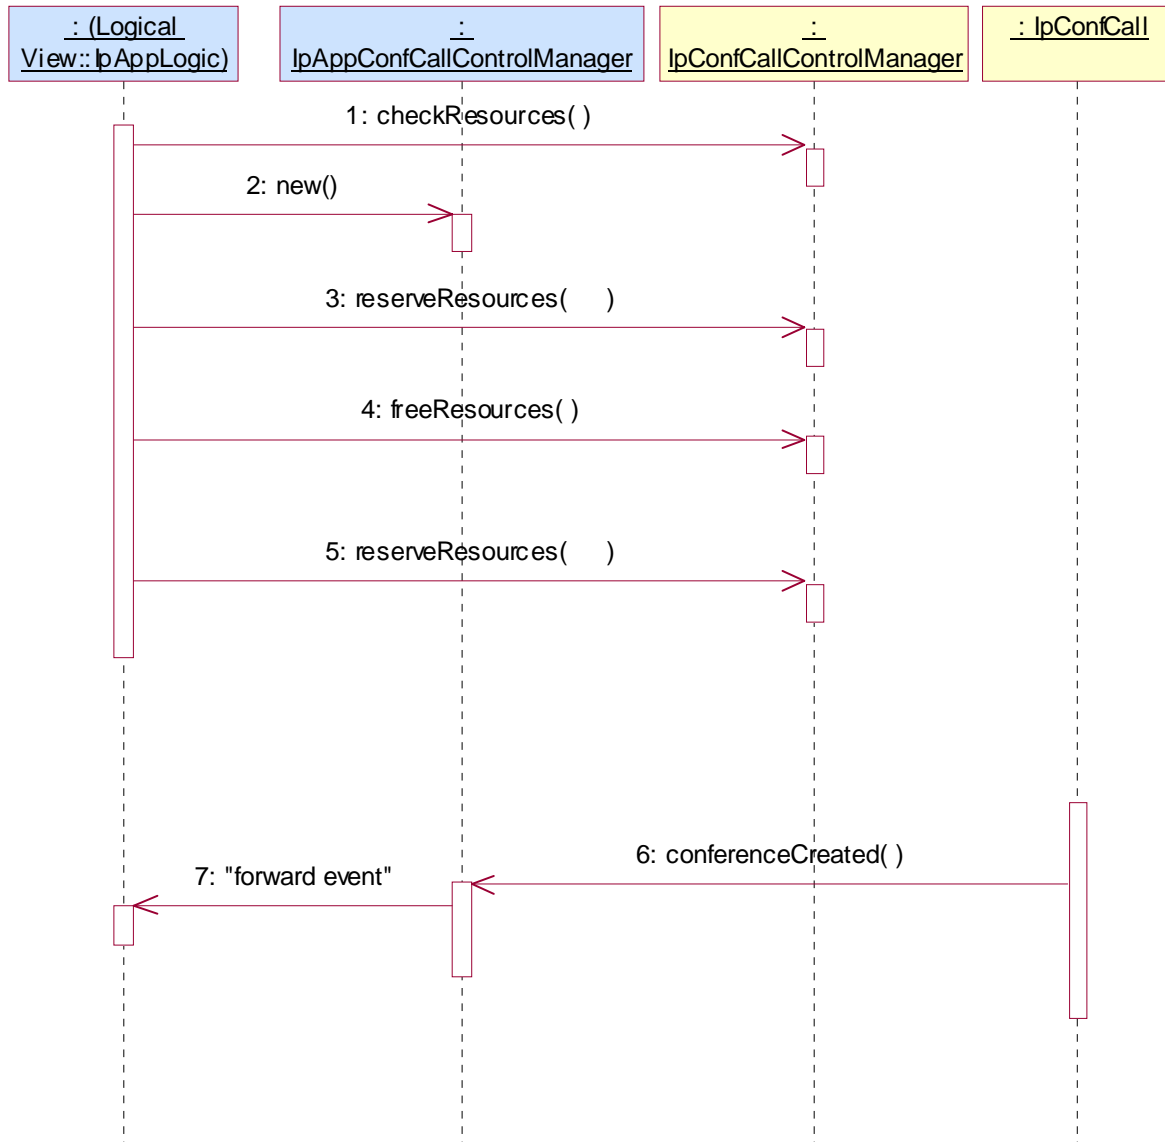 : (Logical
View::IpAppLogic)
:
IpAppConfCallControlManager
:
IpConfCallControlManager
: IpConfCall
1: checkResources( )
2: new()
3: reserveResources( )
4: freeResources( )
5: reserveResources( )
6: conferenceCreated( )
7: "forward event"